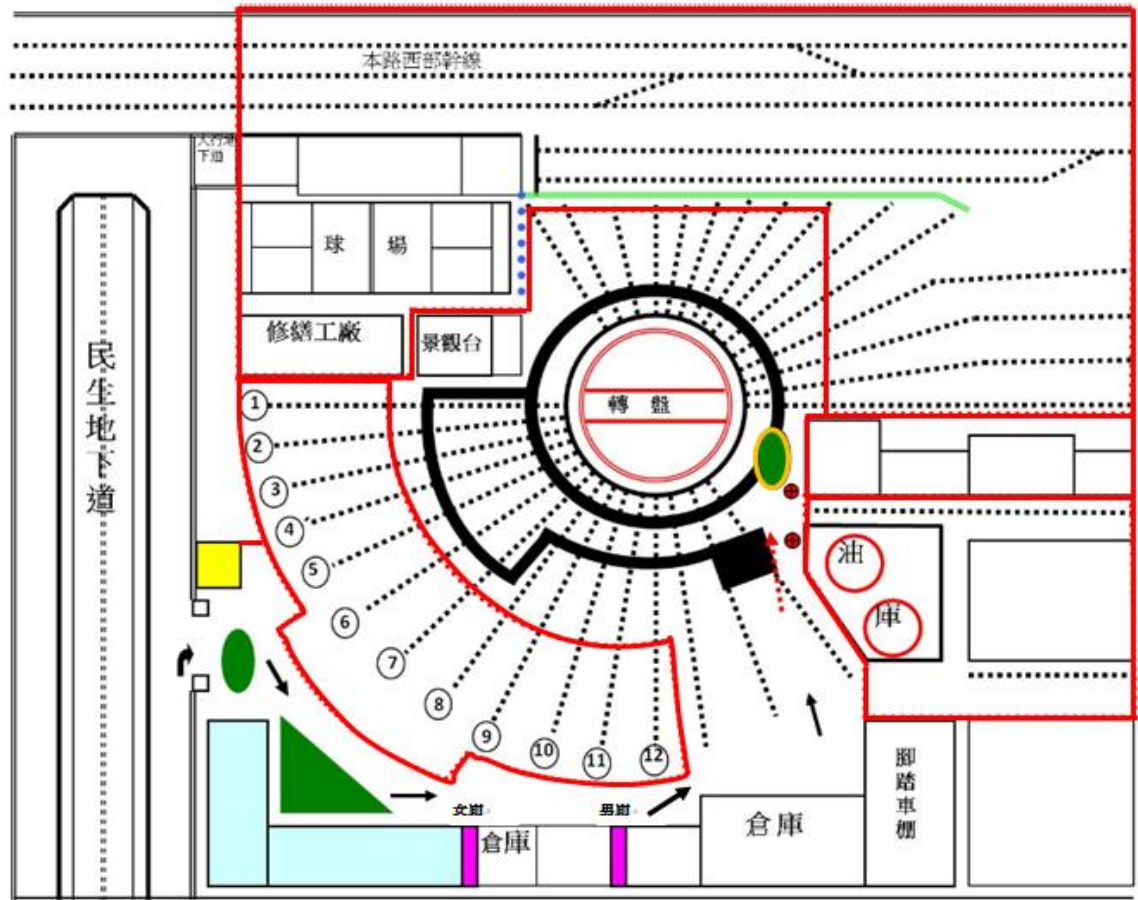 本路西部幹線
人行地
下道
球 場
修繕工廠
景觀台
民生地下道
轉 盤
1
2
3
4
5
6
7
8
9
10
11
12
油
庫
女廁
男廁
倉庫
倉庫
腳踏車棚